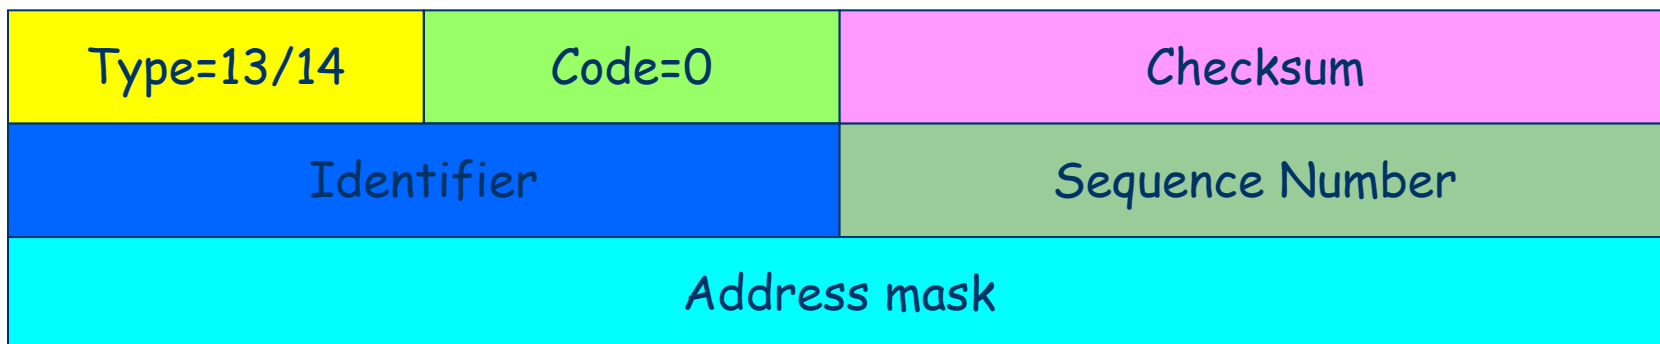 Type=13/14 Code=0 Checksum
Identifier Sequence Number
Address mask